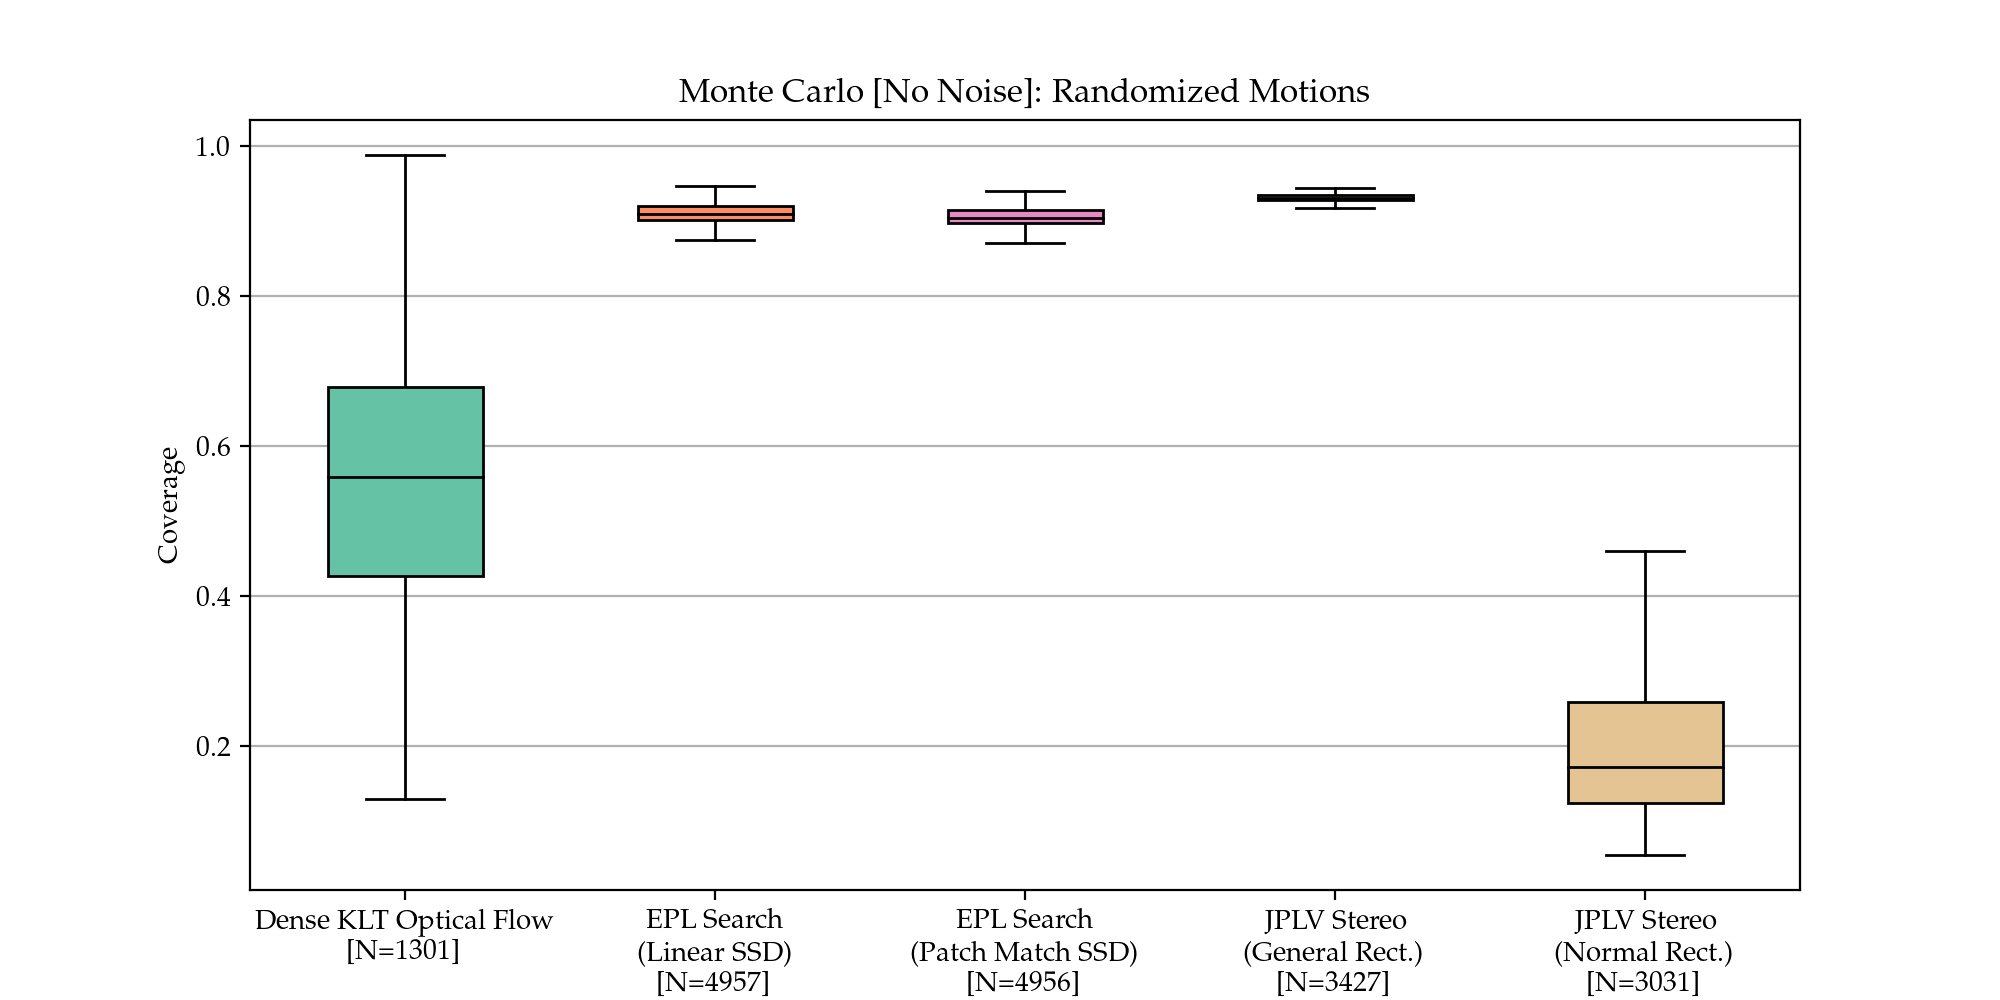 Monte Carlo [No Noise]: Randomized Motions
Coverage
1.0
0.8
0.6
0.4
0.2
Dense KLT Optical Flow
[N=1301]
EPL Search
(Linear SSD)
[N=4957]
EPL Search
(Patch Match SSD)
[N=4956]
JPLV Stereo
(General Rect.)
[N=3427]
JPLV Stereo
(Normal Rect.)
[N=3031]